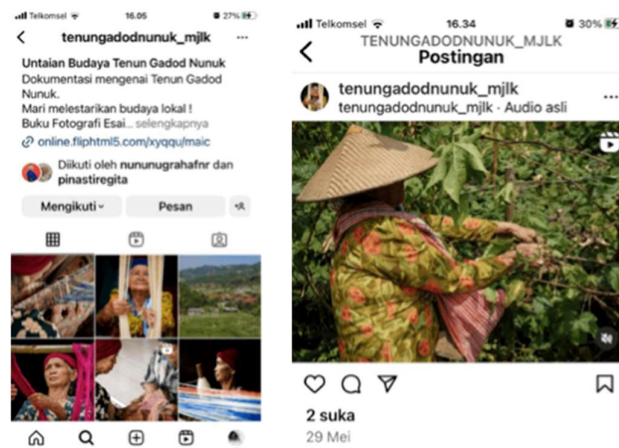 Telkomsel 16.05 27%
tenungadodnunuk_mjlk ...
Untaian Budaya Tenun Gadod Nunuk
Dokumentasi mengenai Tenun Gadod
Nunuk.
Mari melestarikan budaya lokal !
Buku Fotografi Esai... selengkapnya
online.fliphtml5.com/xyqqu/maic
Diikuti oleh nununugrahafnr dan
pinastiregita
Mengikuti Pesan
Telkomsel 16.34 30%
TENUNGADODNUNUK_MJLK
Postingan
tenungadodnunuk_mjlk ...
tenungadodnunuk_mjlk · Audio asli
2 suka
29 Mei